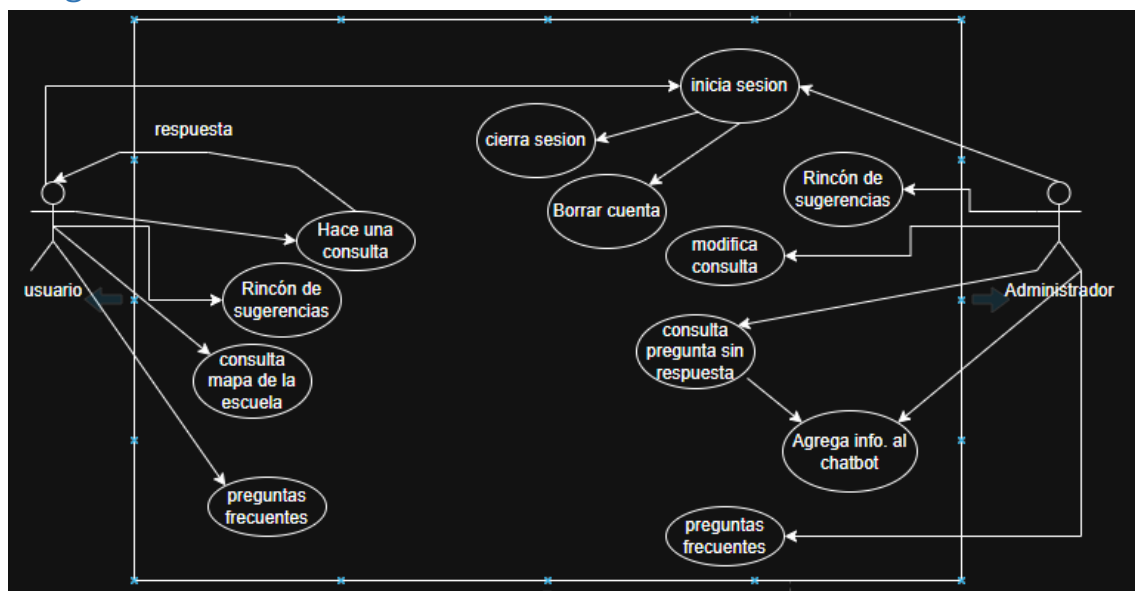 inicia sesion
respuesta
cierra sesion
Rincón de
sugerencias
Borrar cuenta
Hace una
consulta
modifica
consulta
usuario
Rincón de
sugerencias
Administrador
consulta
pregunta sin
respuesta
consulta
mapa de la
escuela
Agrega info. al
chatbot
preguntas
frecuentes
preguntas
frecuentes